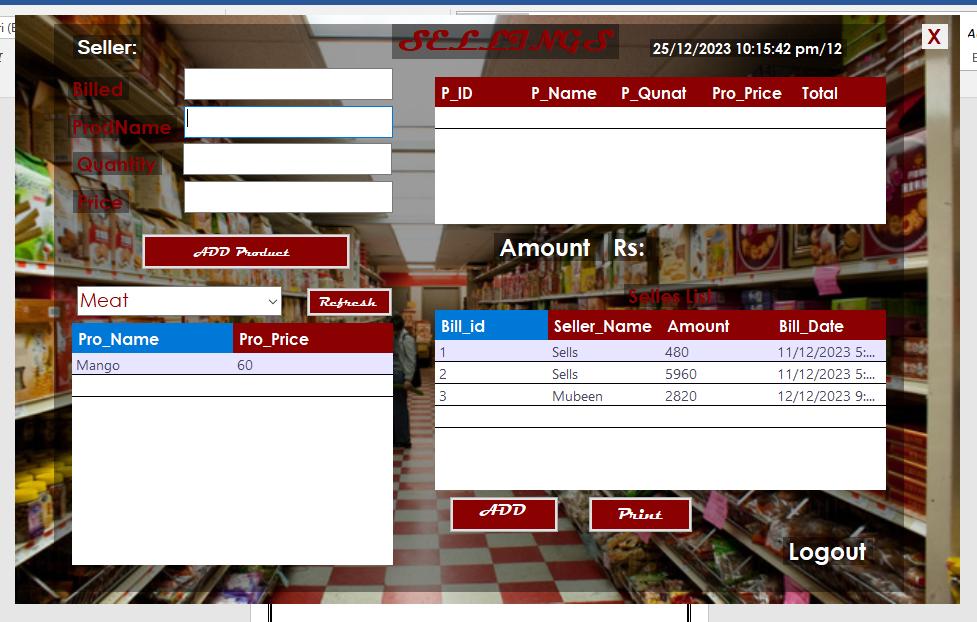 SELLINGS
Seller:
25/12/2023 10:15:42 pm/12
X
Billed
ProdName
Quantity
Price
P_ID P_Name P_Qunat Pro_Price Total
ADD Product
Amount Rs:
Meat
Refresh
Selles List
Pro_Name Pro_Price
Mango 60
Bill_id Seller_Name Amount Bill_Date
1 Sells 480 11/12/2023 5:...
2 Sells 5960 11/12/2023 5:...
3 Mubeen 2820 12/12/2023 9:...
ADD
Print
Logout